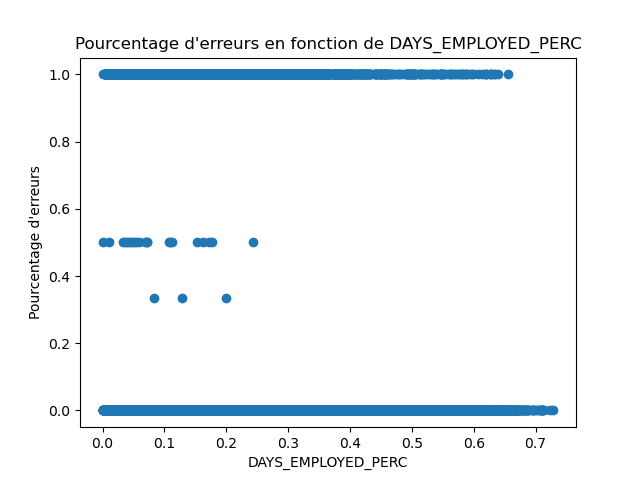 Pourcentage d'erreurs en fonction de DAYS_EMPLOYED_PERC
1.0
0.8
0.6
0.4
0.2
0.0
Pourcentage d'erreurs
0.0 0.1 0.2 0.3 0.4 0.5 0.6 0.7
DAYS_EMPLOYED_PERC